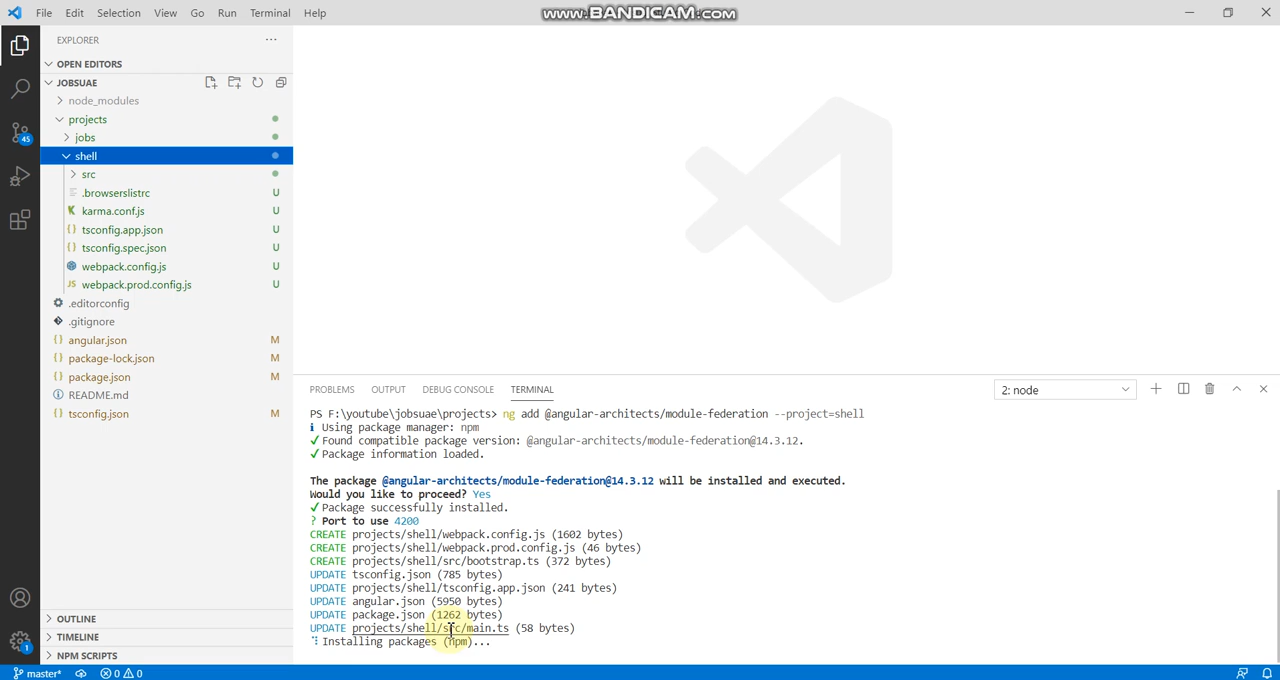 File Edit Selection View Go Run Terminal Help
www.BANDICAM.com
EXPLORER
OPEN EDITORS
JOBSUAE
node_modules
projects
jobs
shell
src
.browserslistrc U
karma.conf.js U
tsconfig.app.json U
tsconfig.spec.json U
webpack.config.js U
webpack.prod.config.js U
.editorconfig
.gitignore
angular.json M
package-lock.json M
package.json M
README.md
tsconfig.json M
OUTLINE
TIMELINE
NPM SCRIPTS
45
1
PROBLEMS OUTPUT DEBUG CONSOLE TERMINAL 2: node
PS F:\youtube\jobsuae\projects> ng add @angular-architects/module-federation --project=shell
i Using package manager: npm
✓ Found compatible package version: @angular-architects/module-federation@14.3.12.
✓ Package information loaded.
The package @angular-architects/module-federation@14.3.12 will be installed and executed.
Would you like to proceed? Yes
✓ Package successfully installed.
? Port to use 4200
CREATE projects/shell/webpack.config.js (1602 bytes)
CREATE projects/shell/webpack.prod.config.js (46 bytes)
CREATE projects/shell/src/bootstrap.ts (372 bytes)
UPDATE tsconfig.json (785 bytes)
UPDATE projects/shell/tsconfig.app.json (241 bytes)
UPDATE angular.json (5950 bytes)
UPDATE package.json (1262 bytes)
UPDATE projects/shell/src/main.ts (58 bytes)
Installing packages (npm)...
master* 0 0